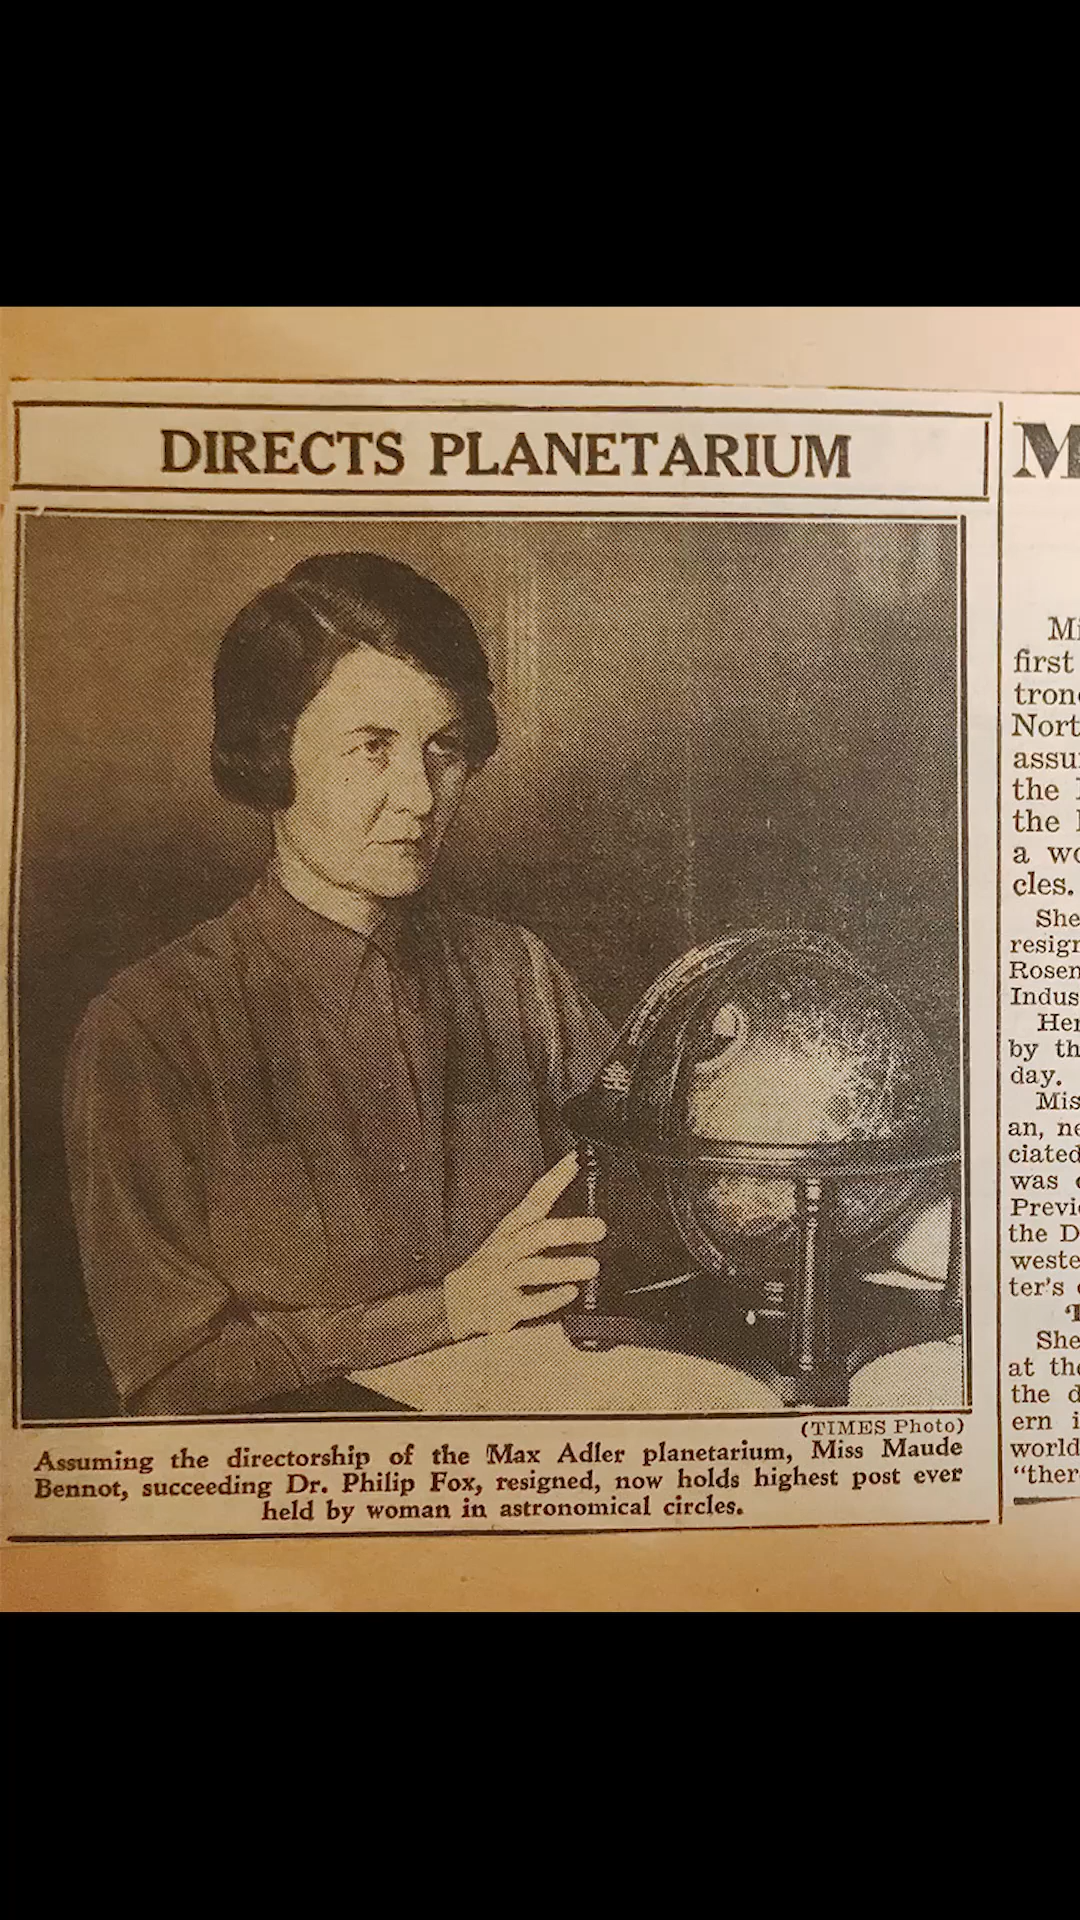 DIRECTS PLANETARIUM
(TIMES Photo)
Assuming the directorship of the Max Adler planetarium, Miss Maude
Bennot, succeeding Dr. Philip Fox, resigned, now holds highest post ever
held by woman in astronomical circles.
M
Mi
first
tron
Nort
assu
the
the
a wo
cles.
She
resign
Rosen
Indus
Her
by th
day.
Mis
an, ne
ciated
was
Previ
the D
weste
ter's
She
at the
the d
ern i
world
"ther